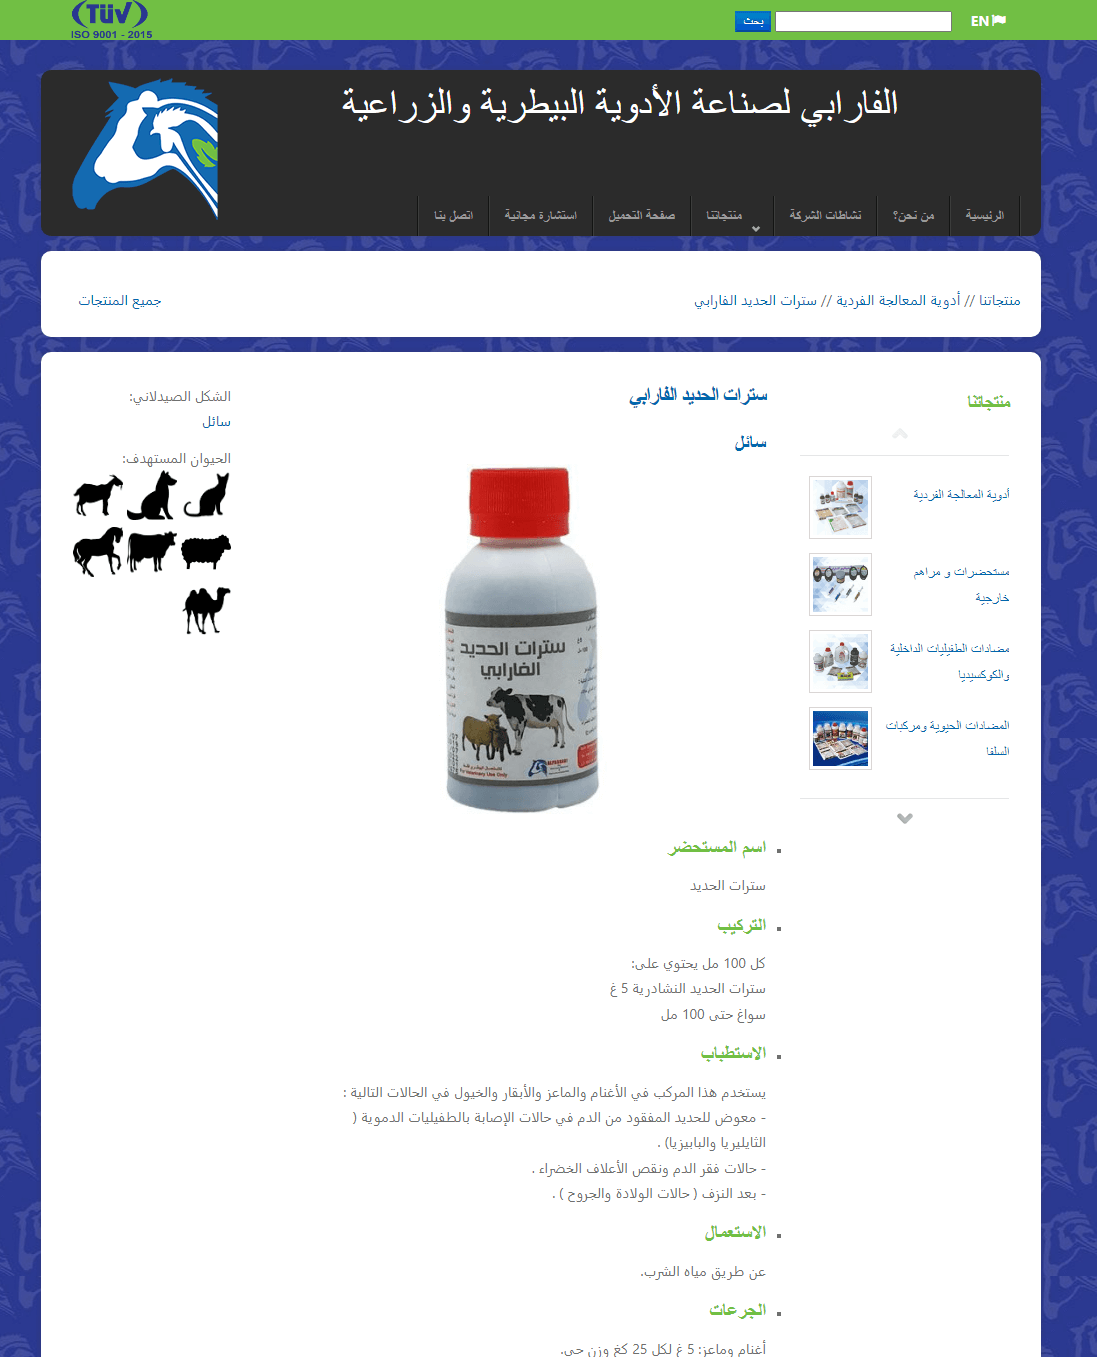 TÜV
ISO 9001 - 2015
EN
بحث
الفارابي لصناعة الأدوية البيطرية والزراعية
الرئيسية
من نحن؟
نشاطات الشركة
منتجاتنا
صفحة التحميل
استشارة مجانية
اتصل بنا
منتجاتنا // أدوية المعالجة الفردية // سترات الحديد الفارابي
جميع المنتجات
منتجاتنا
أدوية المعالجة الفردية
مستحضرات و مراهم
خارجية
مضادات الطفيليات الداخلية
والكوكسيديا
المضادات الحيوية ومركبات
السلفا
سترات الحديد الفارابي
سائل
سترات الحديد
الفارابي
For Veterinary Use Only
الشكل الصيدلاني:
سائل
الحيوان المستهدف:
اسم المستحضر
سترات الحديد
التركيب
كل 100 مل يحتوي على:
سترات الحديد النشادرية 5 غ
سواغ حتى 100 مل
الاستطباب
يستخدم هذا المركب في الأغنام والماعز والأبقار والخيول في الحالات التالية :
- معوض للحديد المفقود من الدم في حالات الإصابة بالطفيليات الدموية (
الثايليريا والبابيزيا) .
- حالات فقر الدم ونقص الأعلاف الخضراء .
- بعد النزف ( حالات الولادة والجروح ) .
الاستعمال
عن طريق مياه الشرب.
الجرعات
أغنام وماعز: 5 غ لكل 25 كغ وزن حي.